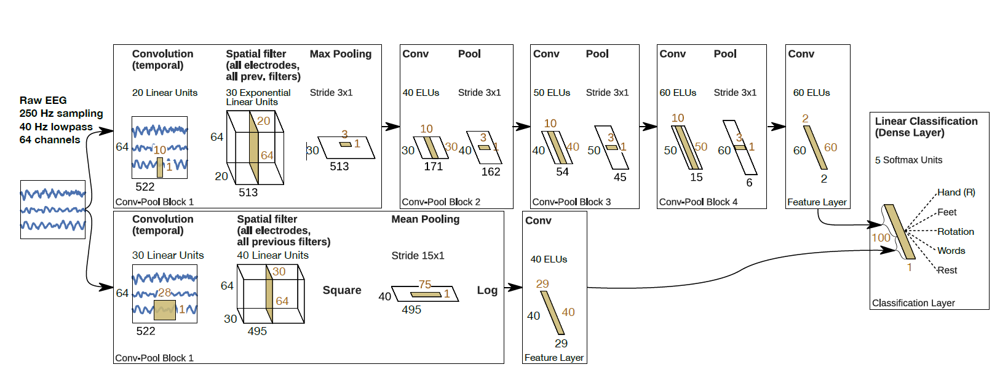 Raw EEG
250 Hz sampling
40 Hz lowpass
64 channels
Convolution
(temporal)
20 Linear Units
64
10
1
522
Spatial filter
(all electrodes,
all prev. filters)
30 Exponential
Linear Units
20
64
64
20
513
Max Pooling
Stride 3x1
3
1
30
513
Conv-Pool Block 1
Conv
40 ELUs
10
30
30
171
Pool
Stride 3x1
3
40
1
162
Conv-Pool Block 2
Conv
50 ELUs
10
40
40
54
Pool
Stride 3x1
3
50
1
45
Conv-Pool Block 3
Conv
60 ELUs
10
50
50
15
Pool
Stride 3x1
3
60
1
6
Conv-Pool Block 4
Conv
60 ELUs
2
60
60
2
Feature Layer
Convolution
(temporal)
30 Linear Units
64
28
1
522
Spatial filter
(all electrodes,
all previous filters)
40 Linear Units
30
64
64
30
495
Square
Mean Pooling
Stride 15x1
75
40
1
495
Log
Conv-Pool Block 1
Conv
40 ELUs
29
40
40
29
Feature Layer
Linear Classification
(Dense Layer)
5 Softmax Units
Hand (R)
Feet
Rotation
Words
Rest
100
1
Classification Layer